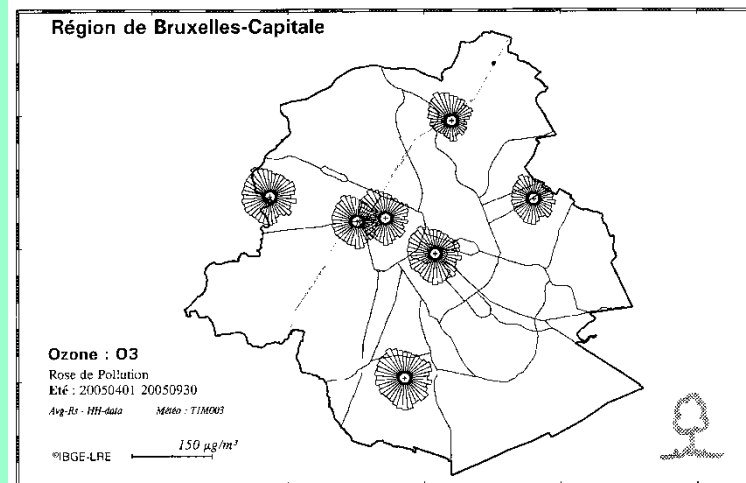 Région de Bruxelles-Capitale
Ozone : O3
Rose de Pollution
Eté : 20050401 20050930
Avg-Rs - HH-data Météo : T1M003
©IBGE-LRE 150 µg/m³